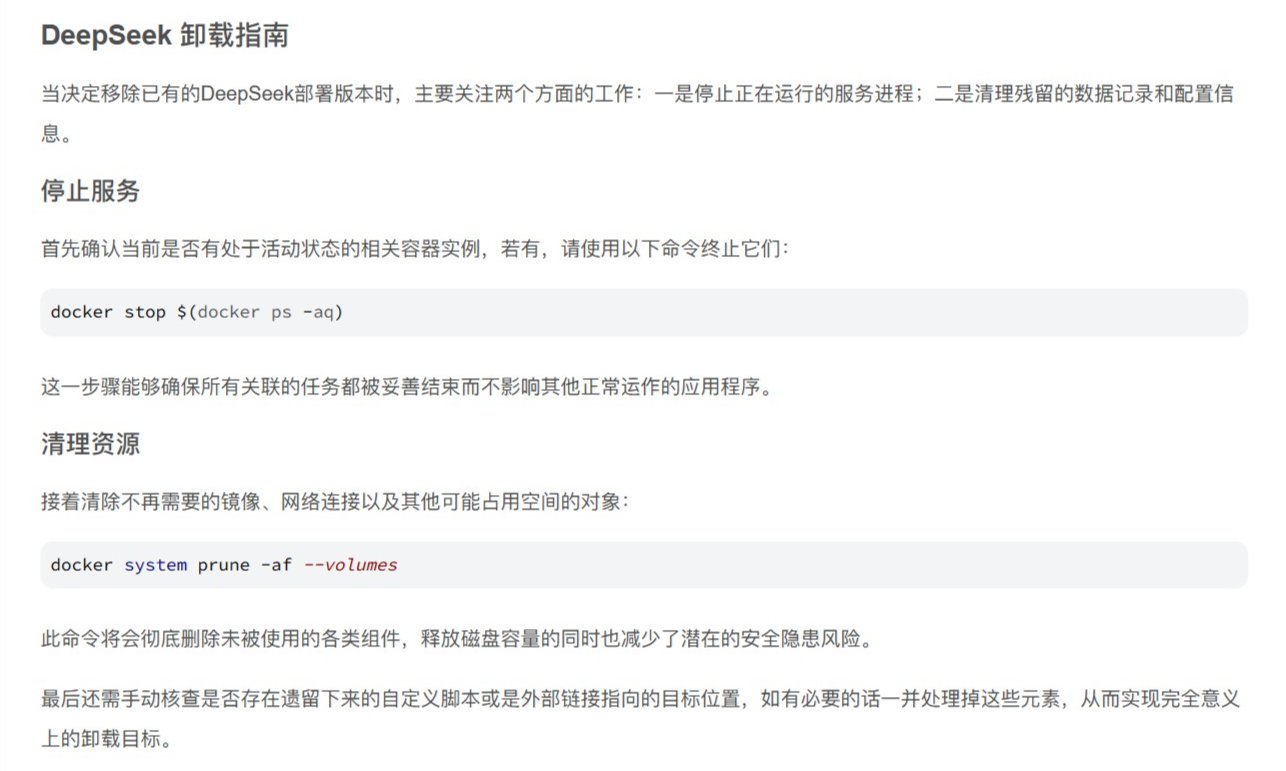 DeepSeek 卸载指南
当决定移除已有的DeepSeek部署版本时，主要关注两个方面的工作：一是停止正在运行的服务进程；二是清理残留的数据记录和配置信
息。
停止服务
首先确认当前是否有处于活动状态的相关容器实例，若有，请使用以下命令终止它们：
docker stop $(docker ps -aq)
这一步骤能够确保所有关联的任务都被妥善结束而不影响其他正常运作的应用程序。
清理资源
接着清除不再需要的镜像、网络连接以及其他可能占用空间的对象：
docker system prune -af --volumes
此命令将会彻底删除未被使用的各类组件，释放磁盘容量的同时也减少了潜在的安全隐患风险。
最后还需手动核查是否存在遗留下来的自定义脚本或是外部链接指向的目标位置，如有必要的话一并处理掉这些元素，从而实现完全意义
上的卸载目标。